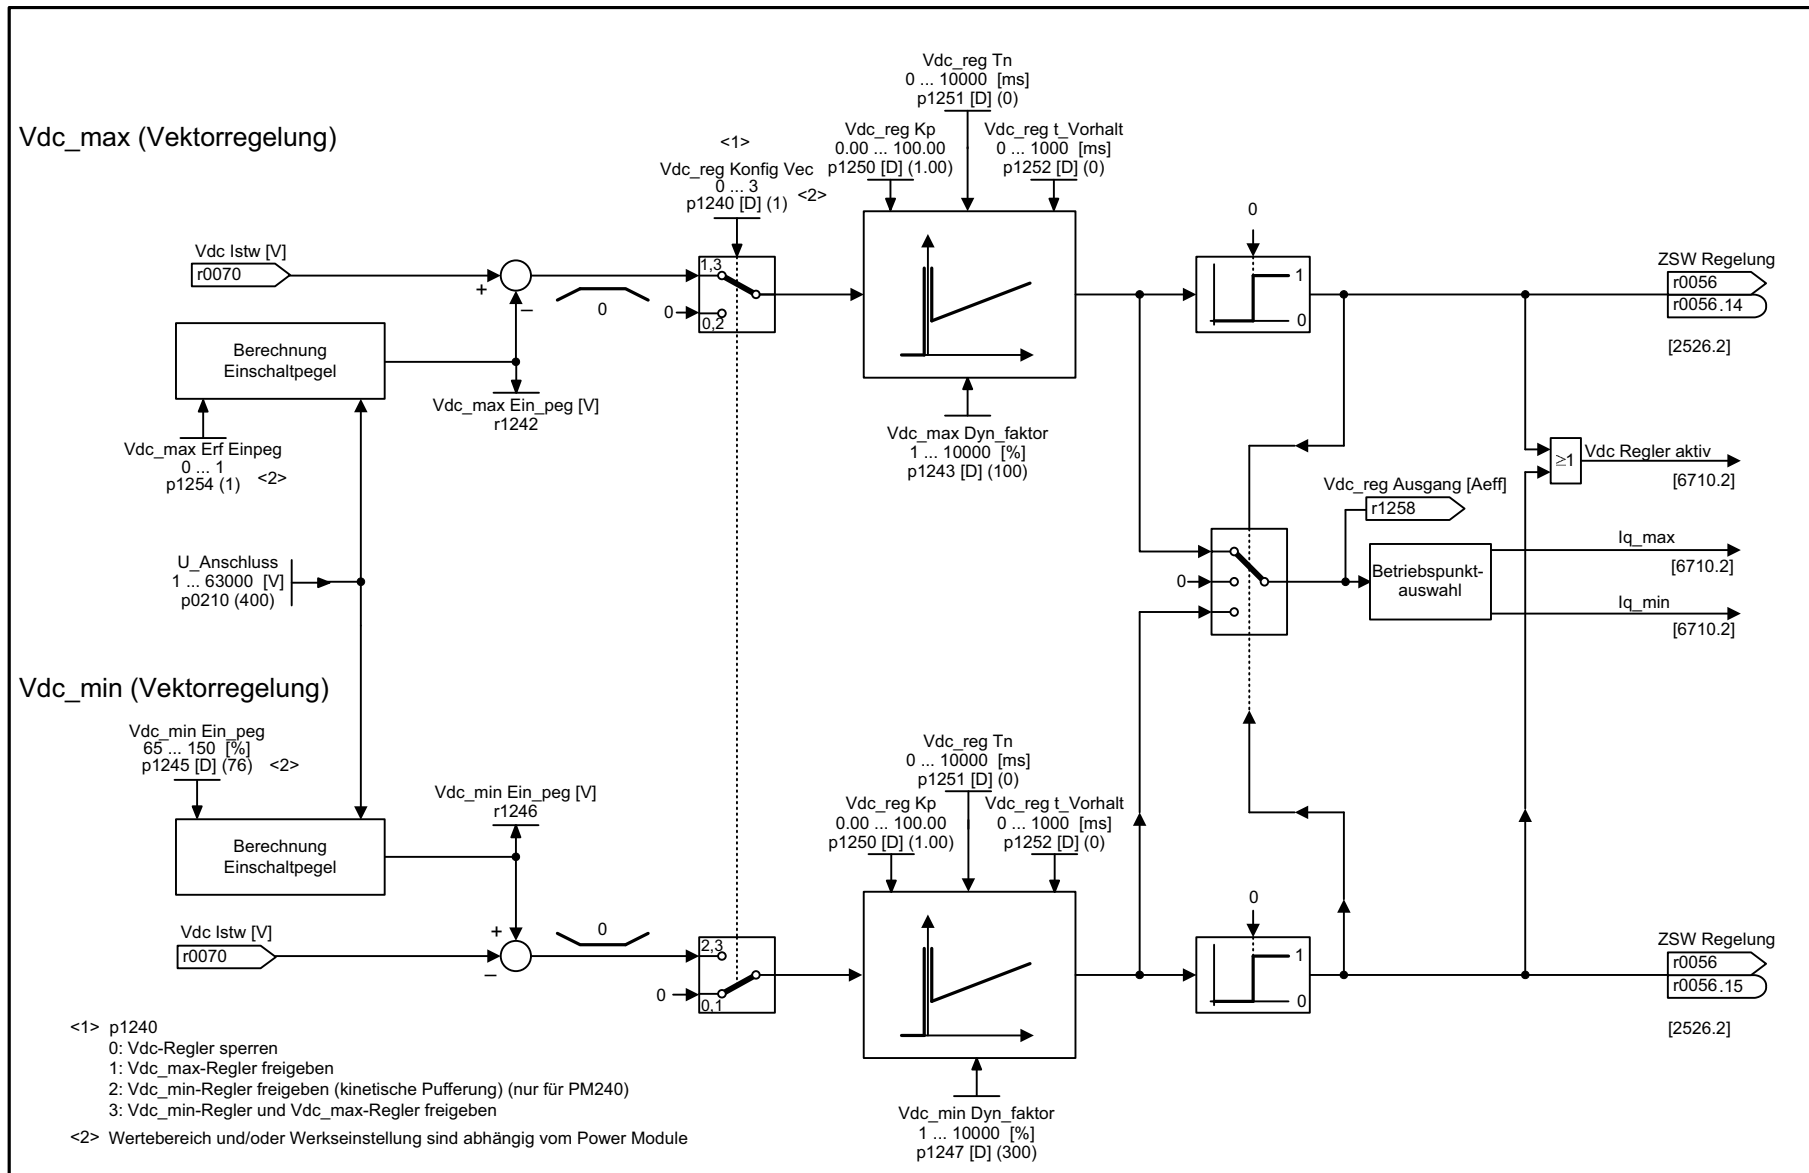 Vdc_max (Vektorregelung)
Vdc_reg Tn
0 ... 10000 [ms]
p1251 [D] (0)
Vdc_reg Kp
0.00 ... 100.00
p1250 [D] (1.00)
Vdc_reg t_Vorhalt
0 ... 1000 [ms]
p1252 [D] (0)
<1>
Vdc_reg Konfig Vec
0 ... 3
p1240 [D] (1) <2>
Vdc Istw [V]
r0070
+
–
0
1,3
0
0,2
0
1
0
ZSW Regelung
r0056
r0056.14
[2526.2]
Berechnung
Einschaltpegel
Vdc_max Ein_peg [V]
r1242
Vdc_max Erf Einpeg
0 ... 1
p1254 (1) <2>
Vdc_max Dyn_faktor
1 ... 10000 [%]
p1243 [D] (100)
≥1
Vdc Regler aktiv
[6710.2]
Vdc_reg Ausgang [Aeff]
r1258
U_Anschluss
1 ... 63000 [V]
p0210 (400)
0
Betriebspunkt-
auswahl
Iq_max
[6710.2]
Iq_min
[6710.2]
Vdc_min (Vektorregelung)
Vdc_min Ein_peg
65 ... 150 [%]
p1245 [D] (76) <2>
Vdc_min Ein_peg [V]
r1246
Vdc_reg Tn
0 ... 10000 [ms]
p1251 [D] (0)
Vdc_reg Kp
0.00 ... 100.00
p1250 [D] (1.00)
Vdc_reg t_Vorhalt
0 ... 1000 [ms]
p1252 [D] (0)
Berechnung
Einschaltpegel
Vdc Istw [V]
r0070
+
–
0
2,3
0
0,1
0
1
0
ZSW Regelung
r0056
r0056.15
[2526.2]
Vdc_min Dyn_faktor
1 ... 10000 [%]
p1247 [D] (300)
<1> p1240
0: Vdc-Regler sperren
1: Vdc_max-Regler freigeben
2: Vdc_min-Regler freigeben (kinetische Pufferung) (nur für PM240)
3: Vdc_min-Regler und Vdc_max-Regler freigeben
<2> Wertebereich und/oder Werkseinstellung sind abhängig vom Power Module